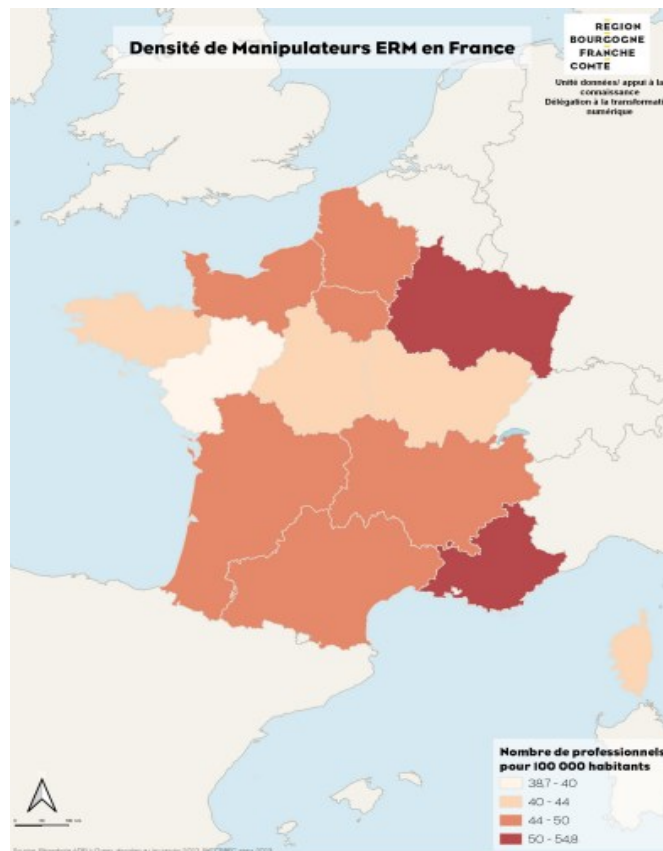 Densité de Manipulateurs ERM en France
REGION
BOURGOGNE
FRANCHE
COMTE
Unité données/ appui à la
connaissance
Délégation à la transformati
numérique
Nombre de professionnels
pour 100 000 habitants
38,7 - 40
40 - 44
44 - 50
50 - 54,8